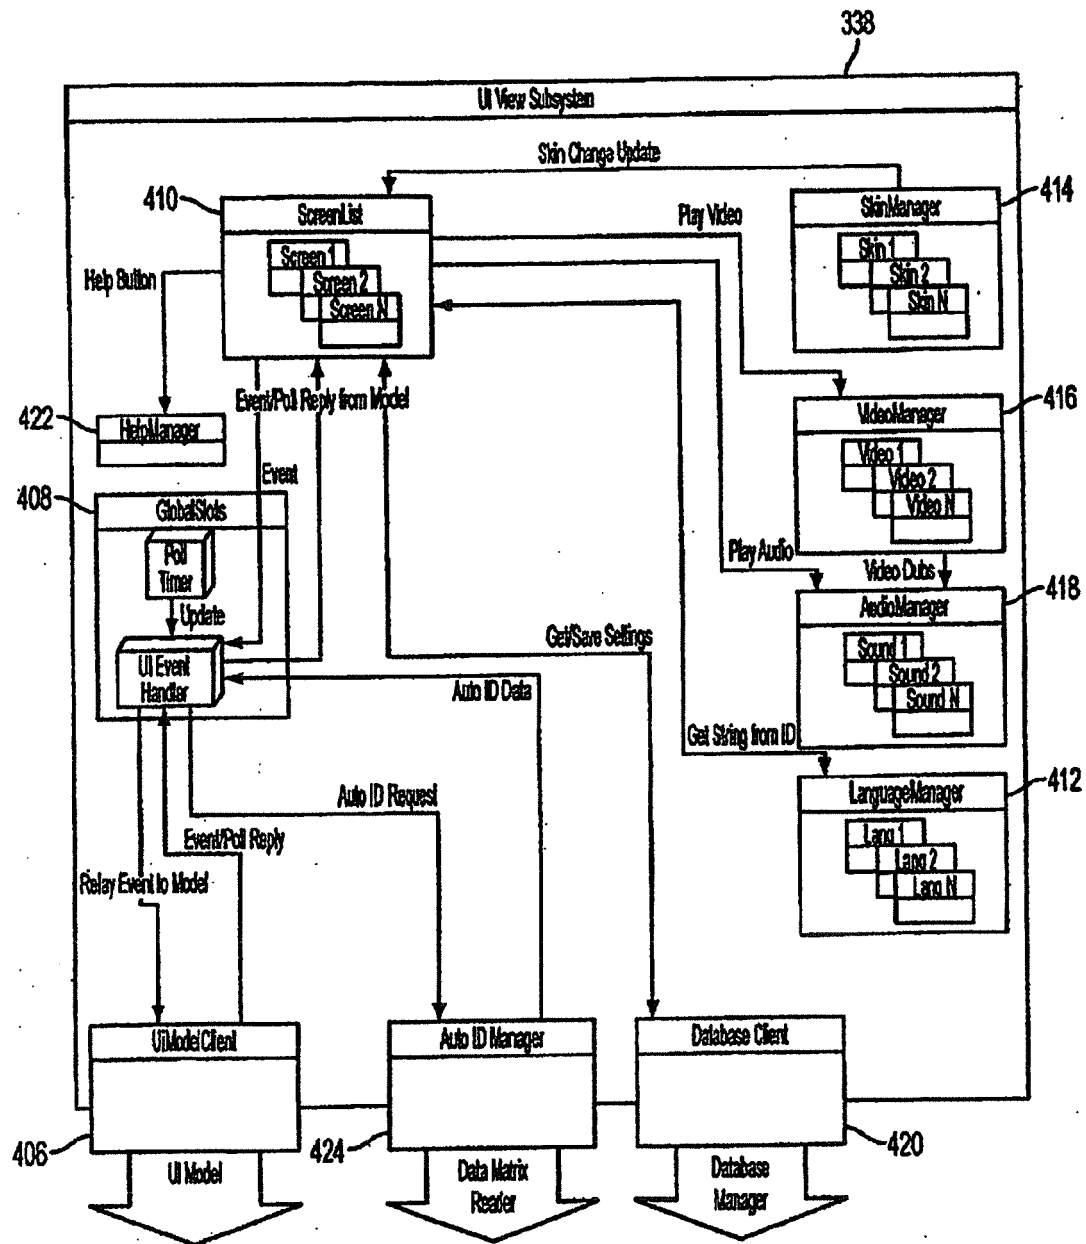 338
UI View Subsystem
Skin Change Update
410
ScreenList
Screen 1
Screen 2
Screen N
Play Video
414
SkinManager
Skin 1
Skin 2
Skin N
Help Button
Event/Poll Reply from Model
422
HelpManager
416
VideoManager
Video 1
Video 2
Video N
Event
408
GlobalSlots
Poll
Timer
Update
UI Event
Handler
Play Audio
Video Dubs
418
AudioManager
Sound 1
Sound 2
Sound N
Get/Save Settings
Auto ID Data
Get String from ID
412
LanguageManager
Lang 1
Lang 2
Lang N
Auto ID Request
Event/Poll Reply
Relay Event to Model
UiModelClient
Auto ID Manager
Database Client
406
424
420
UI Model
Data Matrix
Reader
Database
Manager